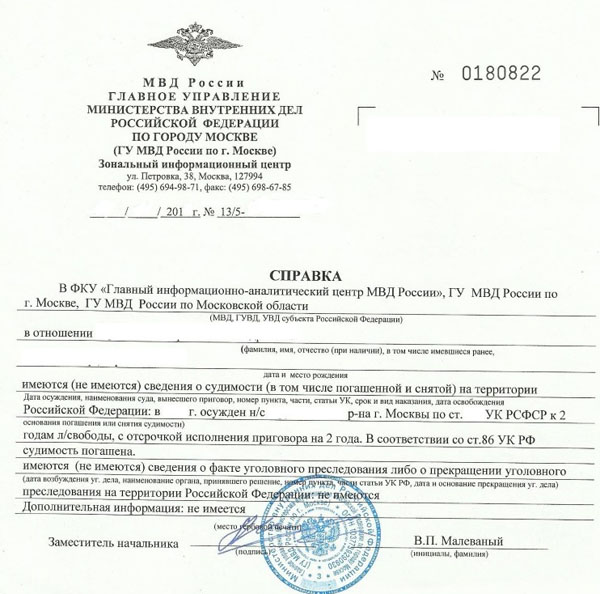 МВД России
ГЛАВНОЕ УПРАВЛЕНИЕ
МИНИСТЕРСТВА ВНУТРЕННИХ ДЕЛ
РОССИЙСКОЙ ФЕДЕРАЦИИ
ПО ГОРОДУ МОСКВЕ
(ГУ МВД России по г. Москве)
Зональный информационный центр
ул. Петровка, 38, Москва, 127994
телефон: (495) 694-98-71, факс: (495) 698-67-85
/ / 201 г. № 13/5-
№ 0180822
СПРАВКА
В ФКУ «Главный информационно-аналитический центр МВД России», ГУ МВД России по
г. Москве, ГУ МВД России по Московской области
(МВД, ГУВД, УВД субъекта Российской Федерации)
в отношении
(фамилия, имя, отчество (при наличии), в том числе имевшиеся ранее,
дата и место рождения
имеются (не имеются) сведения о судимости (в том числе погашенной и снятой) на территории
Дата осуждения, наименования суда, вынесшего приговор, номер пункта, части, статьи УК, срок и вид наказания, дата освобождения
Российской Федерации: в г. осужден н/с р-на г. Москвы по ст. УК РСФСР к 2
основания погашения или снятия судимости)
годам л/свободы, с отсрочкой исполнения приговора на 2 года. В соответствии со ст.86 УК РФ
судимость погашена.
имеются (не имеются) сведения о факте уголовного преследования либо о прекращении уголовного
(дата возбуждения уг. дела, наименование органа, принявшего решение, номер пункта, части статьи УК РФ, дата и основание прекращения уг. дела)
преследования на территории Российской Федерации: не имеются
Дополнительная информация: не имеется
(место гербовой печати)
Заместитель начальника
В.П. Малеваный
(подпись)
(инициалы, фамилия)